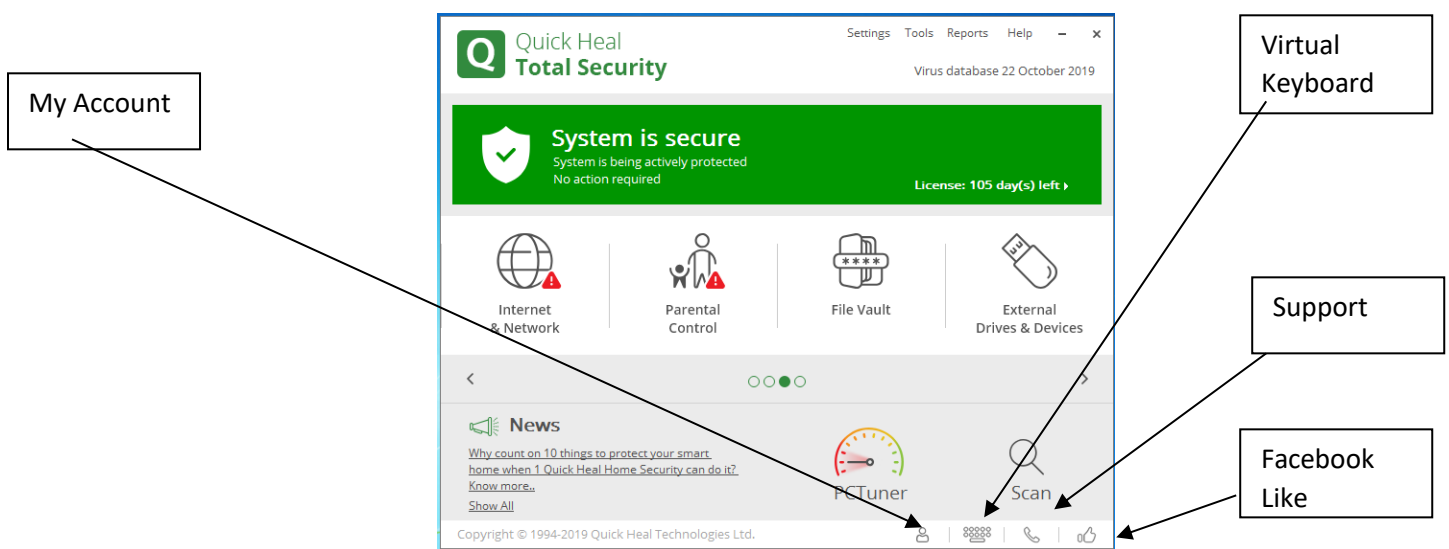 Quick Heal
Total Security
Settings Tools Reports Help
Virus database 22 October 2019
My Account
Virtual
Keyboard
System is secure
System is being actively protected
No action required
License: 105 day(s) left
****
Internet
& Network
Parental
Control
File Vault
External
Drives & Devices
Support
News
Why count on 10 things to protect your smart
home when 1 Quick Heal Home Security can do it?
Know more..
Show All
PCTuner
Scan
Facebook
Like
Copyright © 1994-2019 Quick Heal Technologies Ltd.